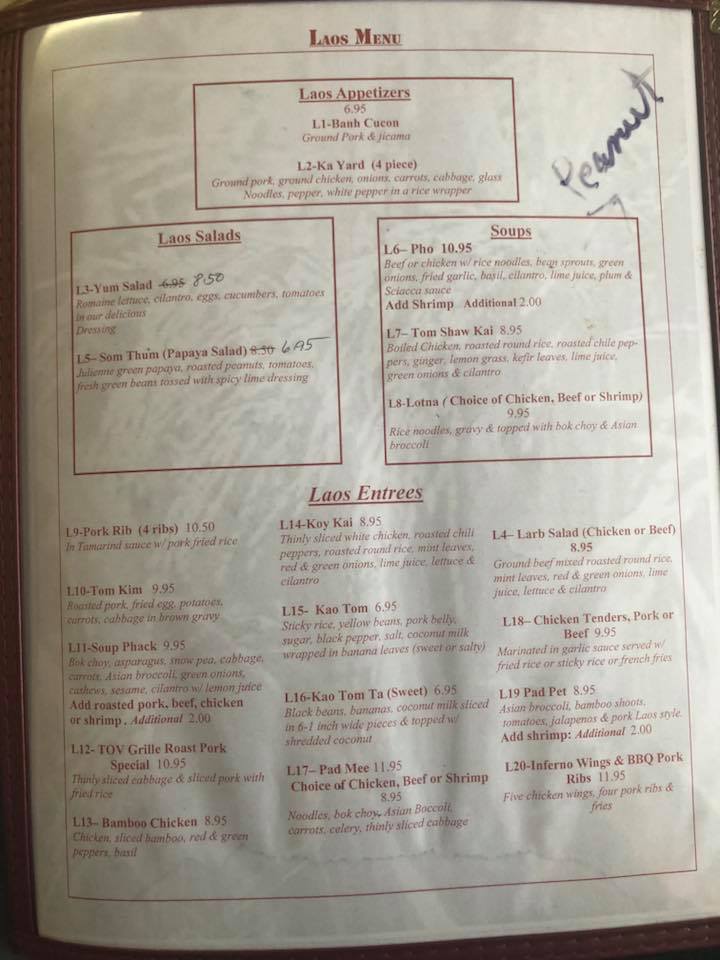 LAOS MENU
Peanut
Laos Appetizers
6.95
L1-Banh Cucon
Ground Pork & jicama
L2-Ka Yard (4 piece)
Ground pork, ground chicken, onions, carrots, cabbage, glass
Noodles, pepper, white pepper in a rice wrapper
Laos Salads
L3-Yum Salad 6.95 8.50
Romaine lettuce, cilantro, eggs, cucumbers, tomatoes
in our delicious
Dressing
L5– Som Thum (Papaya Salad) 8.50 6.95
Julienne green papaya, roasted peanuts, tomatoes,
fresh green beans tossed with spicy lime dressing
Soups
L6– Pho 10.95
Beef or chicken w/ rice noodles, bean sprouts, green
onions, fried garlic, basil, cilantro, lime juice, plum &
Sciacca sauce
Add Shrimp Additional 2.00
L7– Tom Shaw Kai 8.95
Boiled Chicken, roasted round rice, roasted chile pep-
pers, ginger, lemon grass, kefir leaves, lime juice,
green onions & cilantro
L8-Lotna ( Choice of Chicken, Beef or Shrimp)
9.95
Rice noodles, gravy & topped with bok choy & Asian
broccoli
Laos Entrees
L9-Pork Rib (4 ribs) 10.50
In Tamarind sauce w/ pork fried rice
L10-Tom Kim 9.95
Roasted pork, fried egg, potatoes,
carrots, cabbage in brown gravy
L11-Soup Phack 9.95
Bok choy, asparagus, snow pea, cabbage,
carrots, Asian broccoli, green onions,
cashews, sesame, cilantro w/ lemon juice
Add roasted pork, beef, chicken
or shrimp . Additional 2.00
L12- TOV Grille Roast Pork
Special 10.95
Thinly sliced cabbage & sliced pork with
fried rice
L13– Bamboo Chicken 8.95
Chicken, sliced bamboo, red & green
peppers, basil
L14-Koy Kai 8.95
Thinly sliced white chicken, roasted chili
peppers, roasted round rice, mint leaves,
red & green onions, lime juice, lettuce &
cilantro
L15- Kao Tom 6.95
Sticky rice, yellow beans, pork belly,
sugar, black pepper, salt, coconut milk
wrapped in banana leaves (sweet or salty)
L16-Kao Tom Ta (Sweet) 6.95
Black beans, bananas, coconut milk sliced
in 6-1 inch wide pieces & topped w/
shredded coconut
L17– Pad Mee 11.95
Choice of Chicken, Beef or Shrimp
8.95
Noodles, bok choy, Asian Boccoli,
carrots, celery, thinly sliced cabbage
L4– Larb Salad (Chicken or Beef)
8.95
Ground beef mixed roasted round rice,
mint leaves, red & green onions, lime
juice, lettuce & cilantro
L18– Chicken Tenders, Pork or
Beef 9.95
Marinated in garlic sauce served w/
fried rice or sticky rice or french fries
L19 Pad Pet 8.95
Asian broccoli, bamboo shoots,
tomatoes, jalapenos & pork Laos style.
Add shrimp: Additional 2.00
L20-Inferno Wings & BBQ Pork
Ribs 11.95
Five chicken wings, four pork ribs &
fries